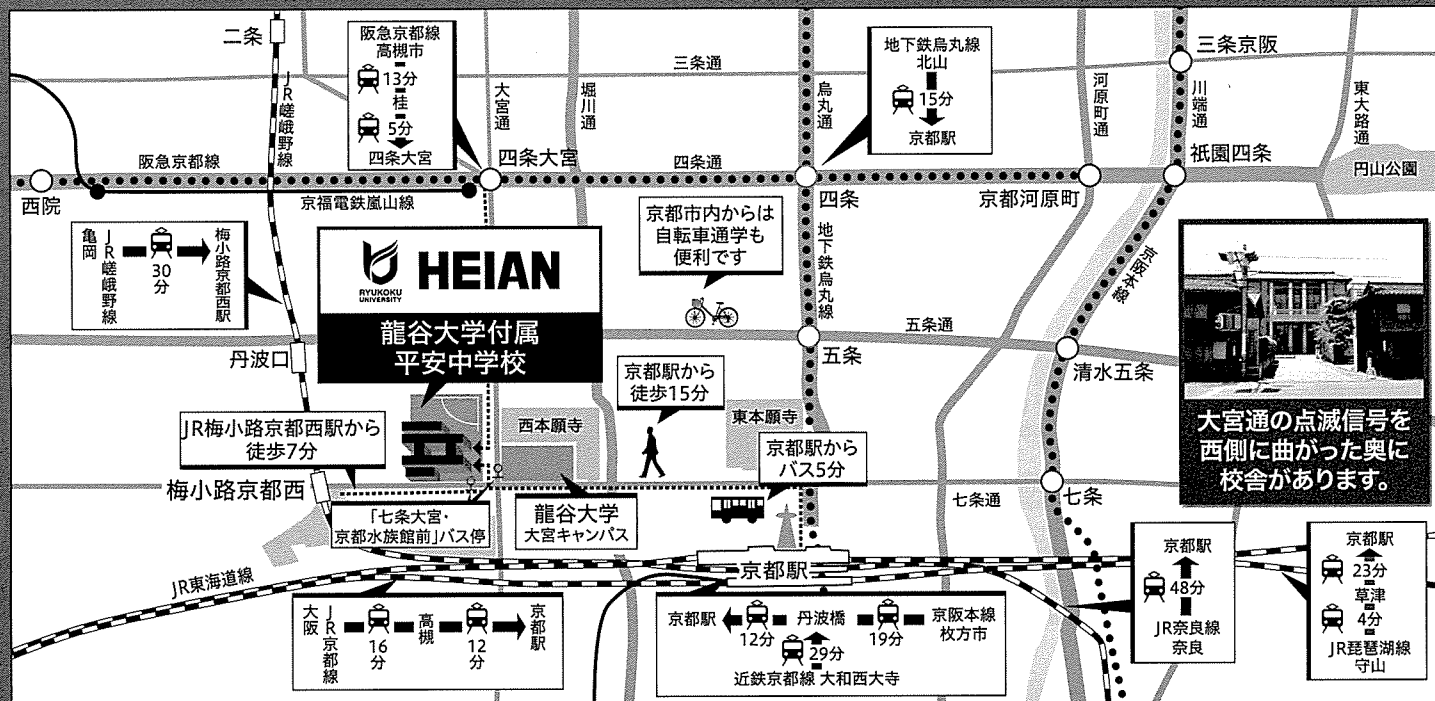 二条
JR嵯峨野線
阪急京都線
高槻市
13分
桂
5分
四条大宮
大宮通
堀川通
三条通
烏丸通
地下鉄烏丸線
北山
15分
京都駅
河原町通
三条京阪
川端通
東大路通
阪急京都線
四条大宮
四条通
祇園四条
円山公園
西院
京福電鉄嵐山線
四条
京都河原町
亀岡
JR嵯峨野線
30分
梅小路京都西駅
RYUKOKU
UNIVERSITY
HEIAN
龍谷大学付属
平安中学校
京都市内からは
自転車通学も
便利です
地下鉄烏丸線
京阪本線
五条通
丹波口
五条
清水五条
京都駅から
徒歩15分
西本願寺
東本願寺
JR梅小路京都西駅から
徒歩7分
京都駅から
バス5分
大宮通の点滅信号を
西側に曲がった奥に
校舎があります。
梅小路京都西
七条通
七条
「七条大宮・
京都水族館前」バス停
龍谷大学
大宮キャンパス
JR東海道線
京都駅
大阪
JR京都線
16分
高槻
12分
京都駅
京都駅
12分
丹波橋
19分
京阪本線
枚方市
29分
近鉄京都線 大和西大寺
京都駅
48分
JR奈良線
奈良
京都駅
23分
草津
4分
JR琵琶湖線
守山